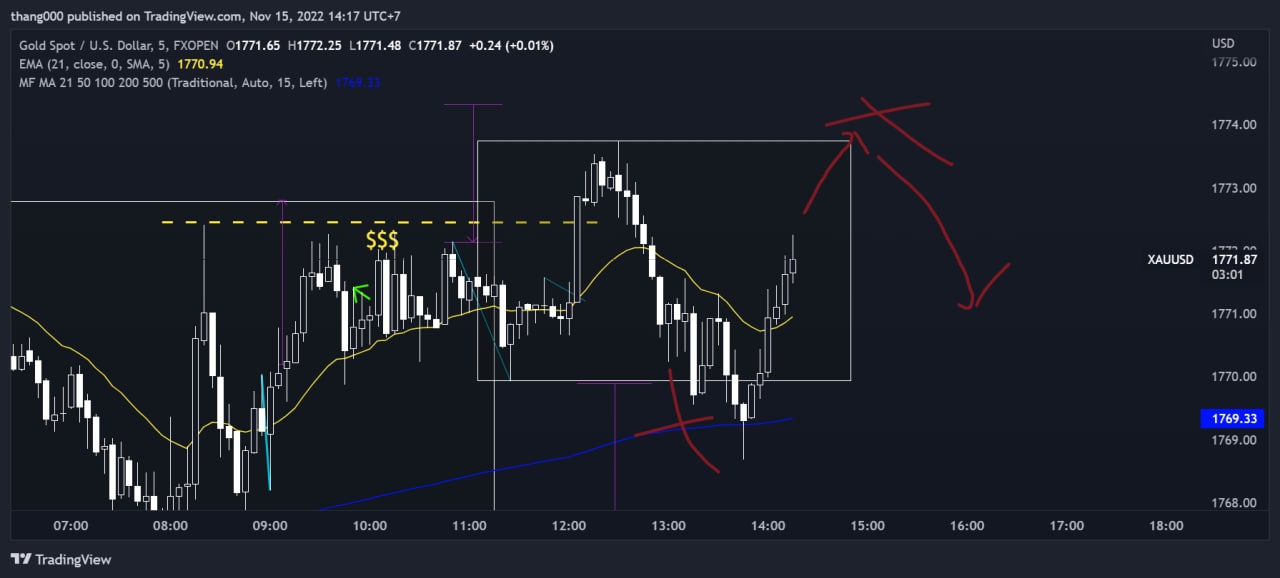 thang000 published on TradingView.com, Nov 15, 2022 14:17 UTC+7
Gold Spot / U.S. Dollar, 5, FXOPEN O1771.65 H1772.25 L1771.48 C1771.87 +0.24 (+0.01%)
EMA (21, close, 0, SMA, 5) 1770.94
MF MA 21 50 100 200 500 (Traditional, Auto, 15, Left) 1769.33
USD
1775.00
1774.00
1773.00
$$$
1772.00
XAUUSD 1771.87
03:01
1771.00
1770.00
1769.33
1769.00
1768.00
07:00 08:00 09:00 10:00 11:00 12:00 13:00 14:00 15:00 16:00 17:00 18:00
TradingView